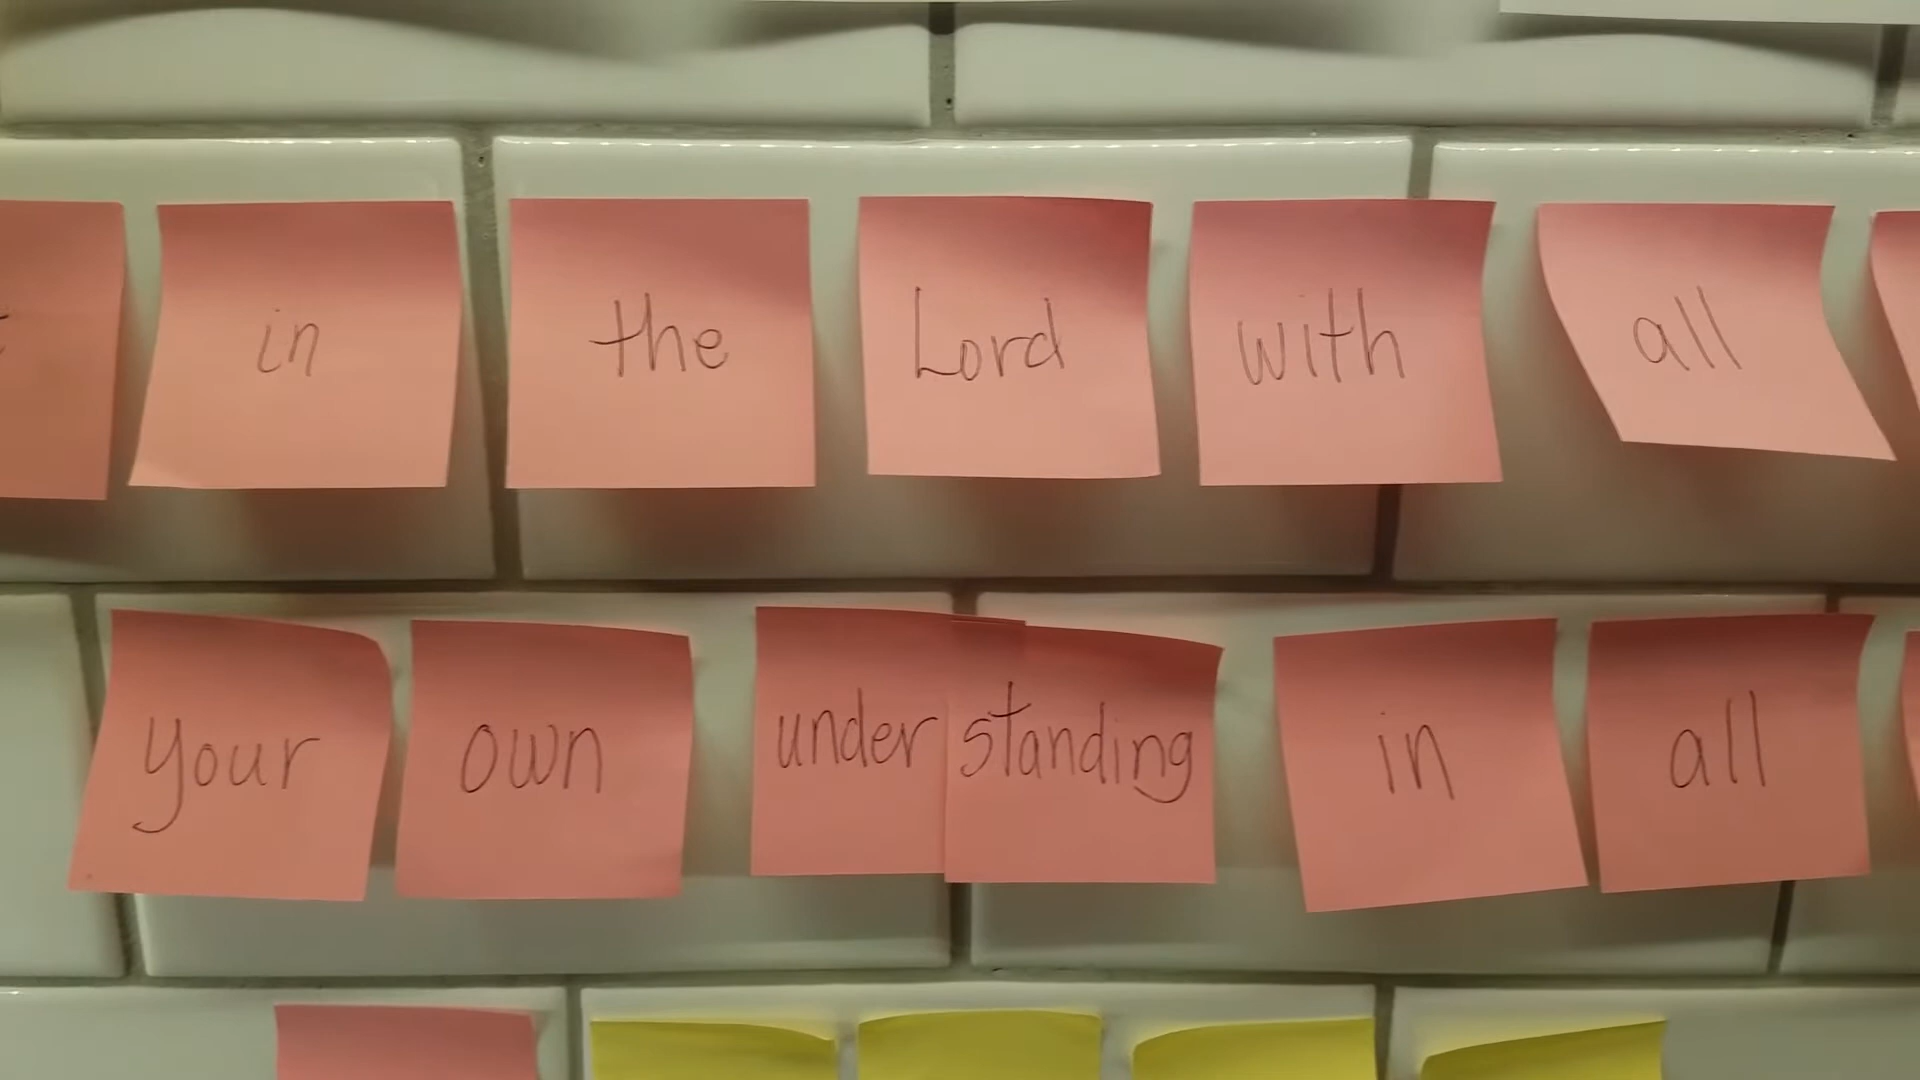 in the Lord with all
your own under standing in all